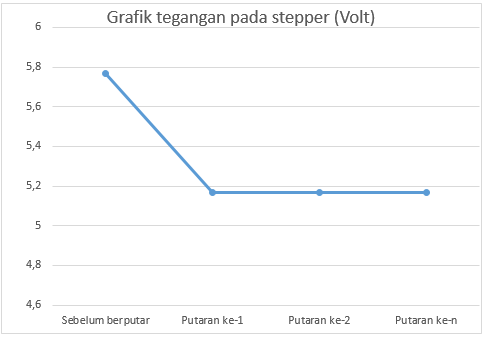 Grafik tegangan pada stepper (Volt)
6
5,8
5,6
5,4
5,2
5
4,8
4,6
Sebelum berputar
Putaran ke-1
Putaran ke-2
Putaran ke-n